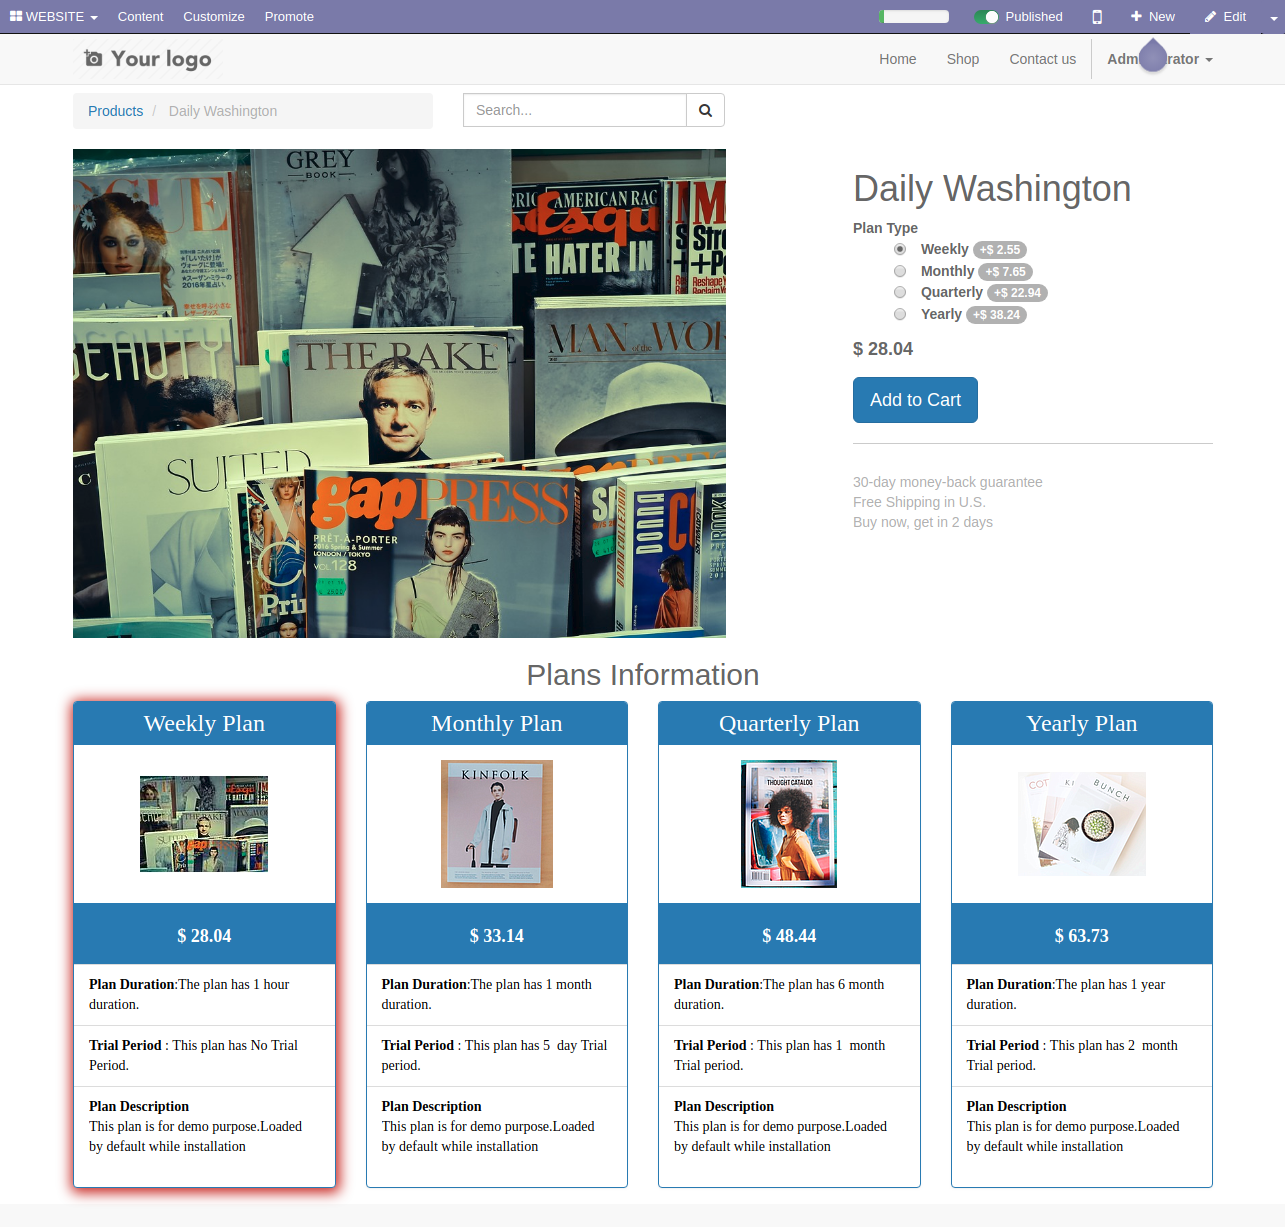 WEBSITE Content Customize Promote Published New Edit
Your logo Home Shop Contact us
Products / Daily Washington Search...
GREY
BOOK
AMERICAN RAG
Esqu
HATER IN
BEAUTY
THE RAKE
MAN
of the
SUITED
gapPRESS
PRÊT-À-PORTER
2016 Spring & Summer
LONDON / TOKYO
VOL.128
DONNA
Daily Washington
Plan Type
Weekly +$ 2.55
Monthly +$ 7.65
Quarterly +$ 22.94
Yearly +$ 38.24
$ 28.04
Add to Cart
30-day money-back guarantee
Free Shipping in U.S.
Buy now, get in 2 days
Plans Information
Weekly Plan
$ 28.04
Plan Duration:The plan has 1 hour
duration.
Trial Period : This plan has No Trial
Period.
Plan Description
This plan is for demo purpose.Loaded
by default while installation
Monthly Plan
KINFOLK
$ 33.14
Plan Duration:The plan has 1 month
duration.
Trial Period : This plan has 5 day Trial
period.
Plan Description
This plan is for demo purpose.Loaded
by default while installation
Quarterly Plan
THOUGHT CATALOG
$ 48.44
Plan Duration:The plan has 6 month
duration.
Trial Period : This plan has 1 month
Trial period.
Plan Description
This plan is for demo purpose.Loaded
by default while installation
Yearly Plan
BUNCH
$ 63.73
Plan Duration:The plan has 1 year
duration.
Trial Period : This plan has 2 month
Trial period.
Plan Description
This plan is for demo purpose.Loaded
by default while installation